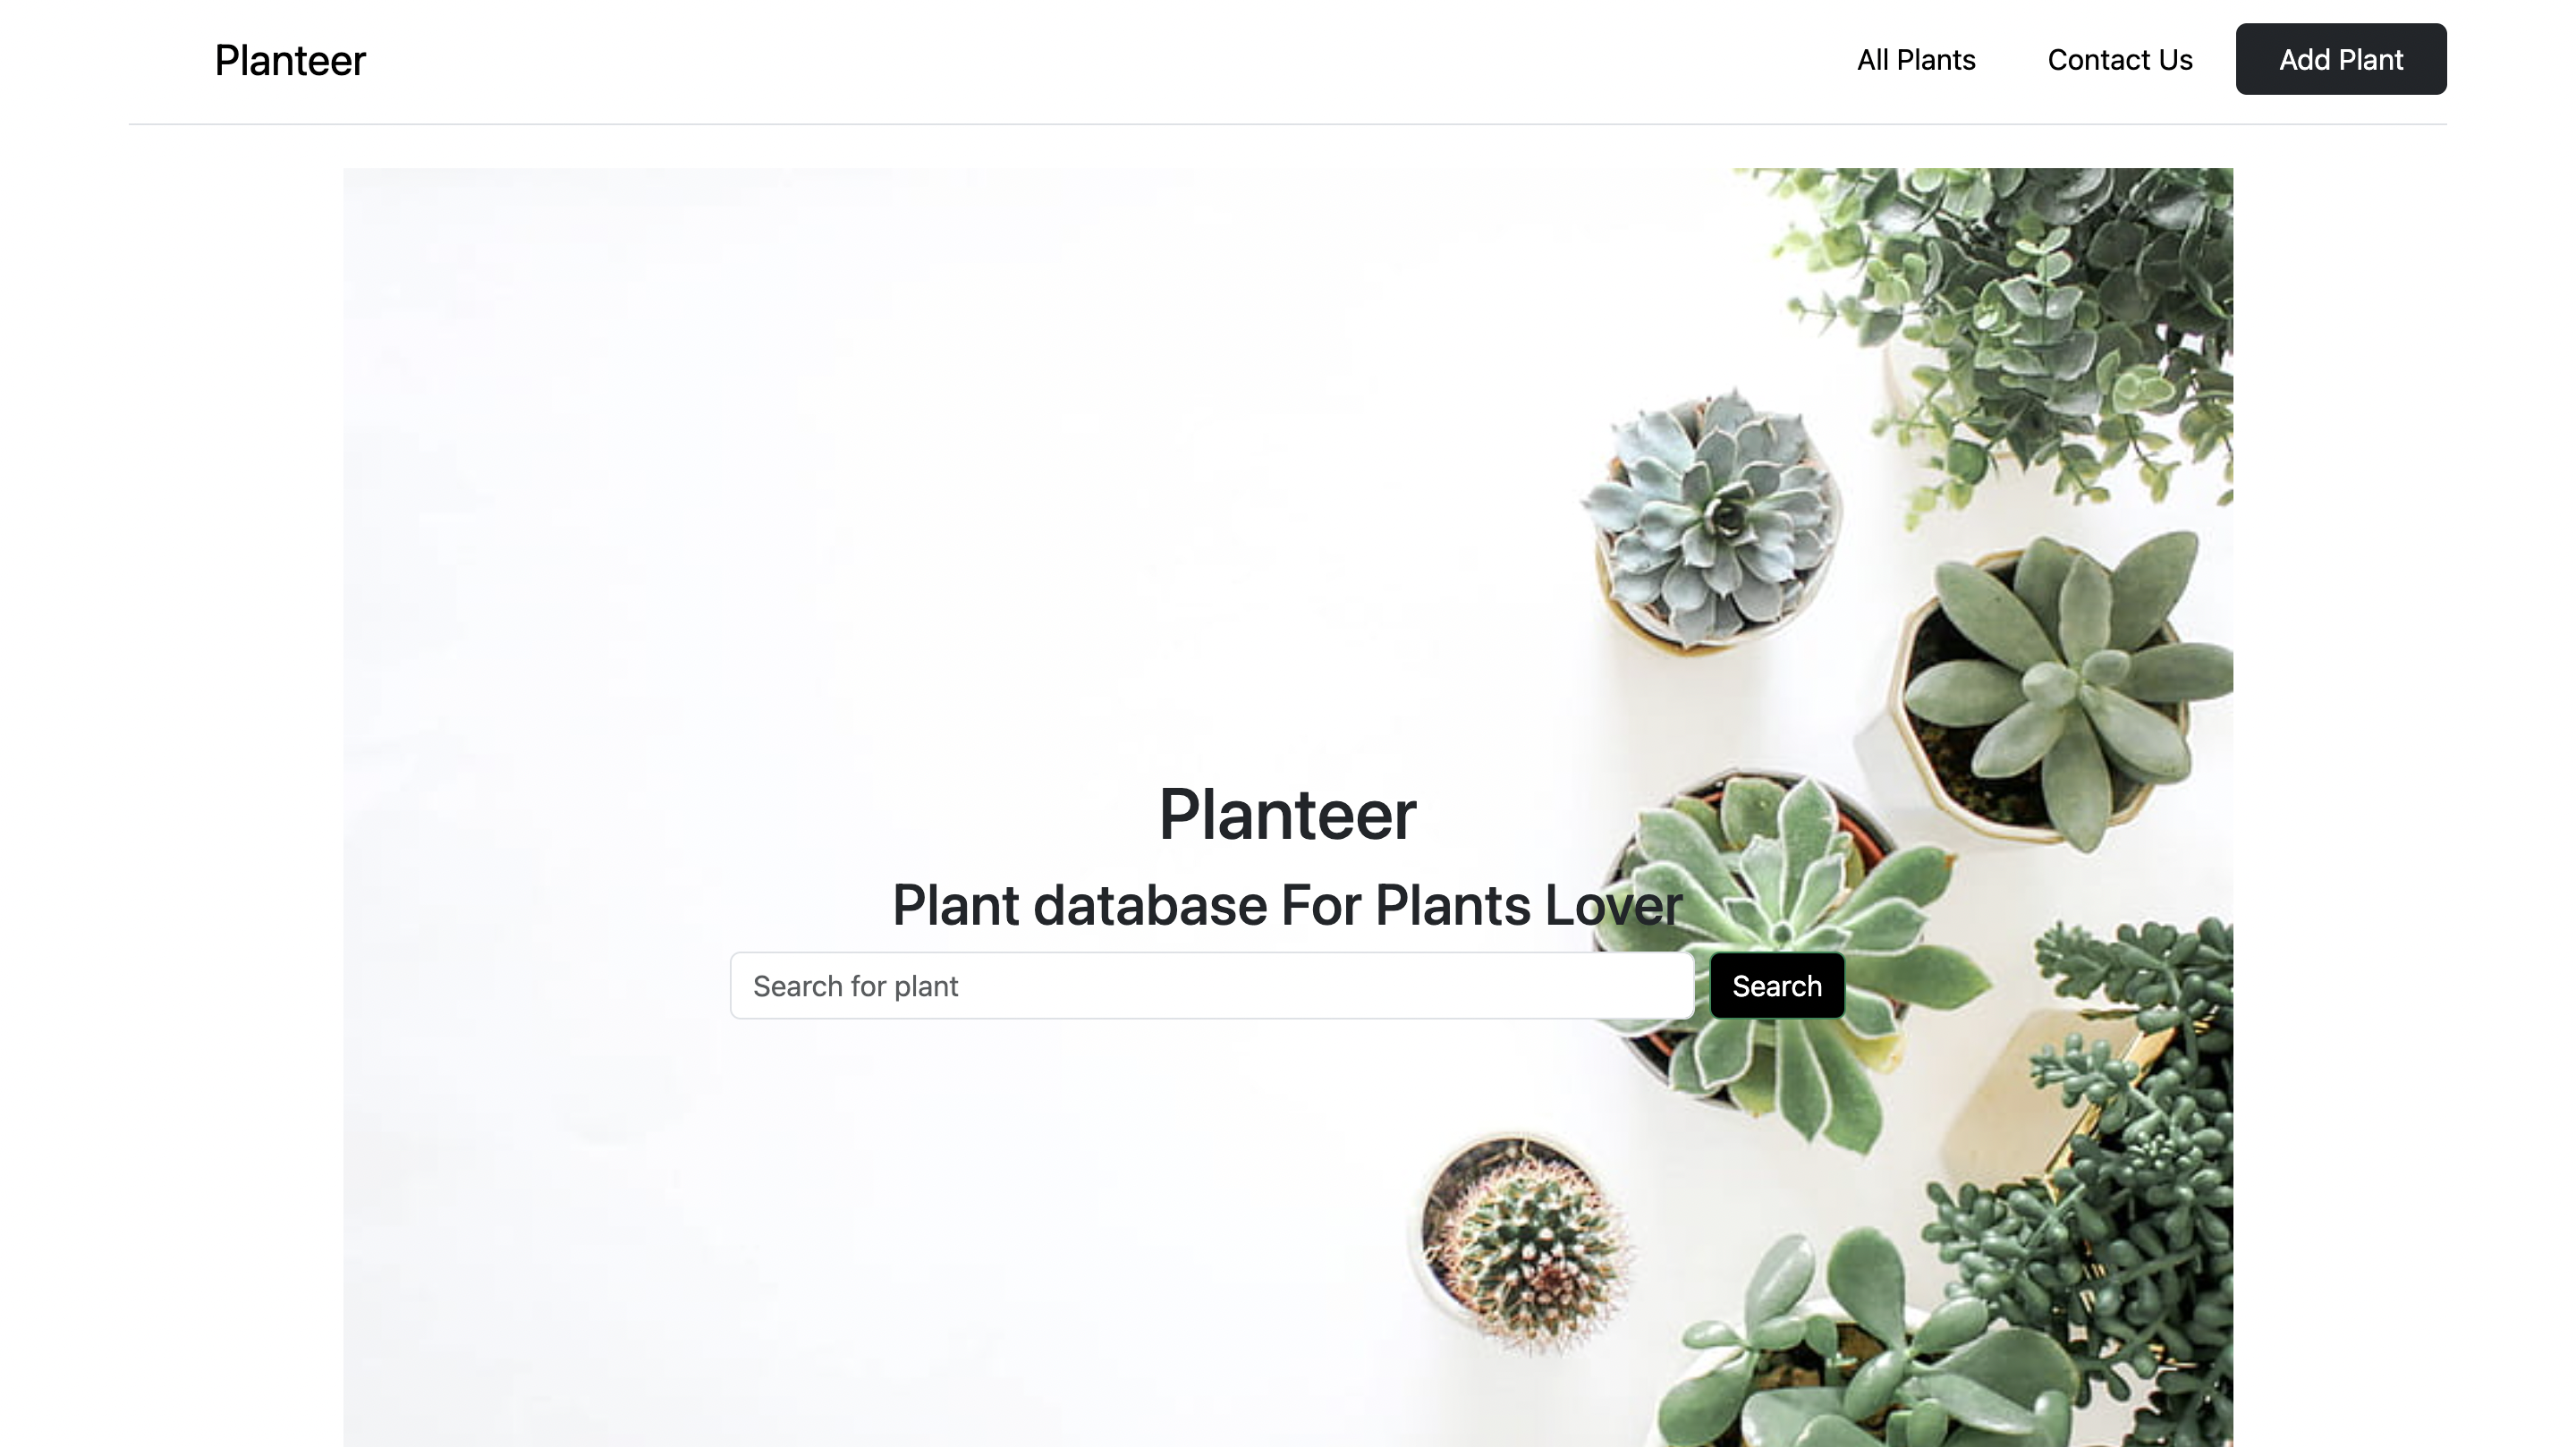 Planteer
All Plants
Contact Us
Add Plant
Planteer
Plant database For Plants Lover
Search for plant
Search